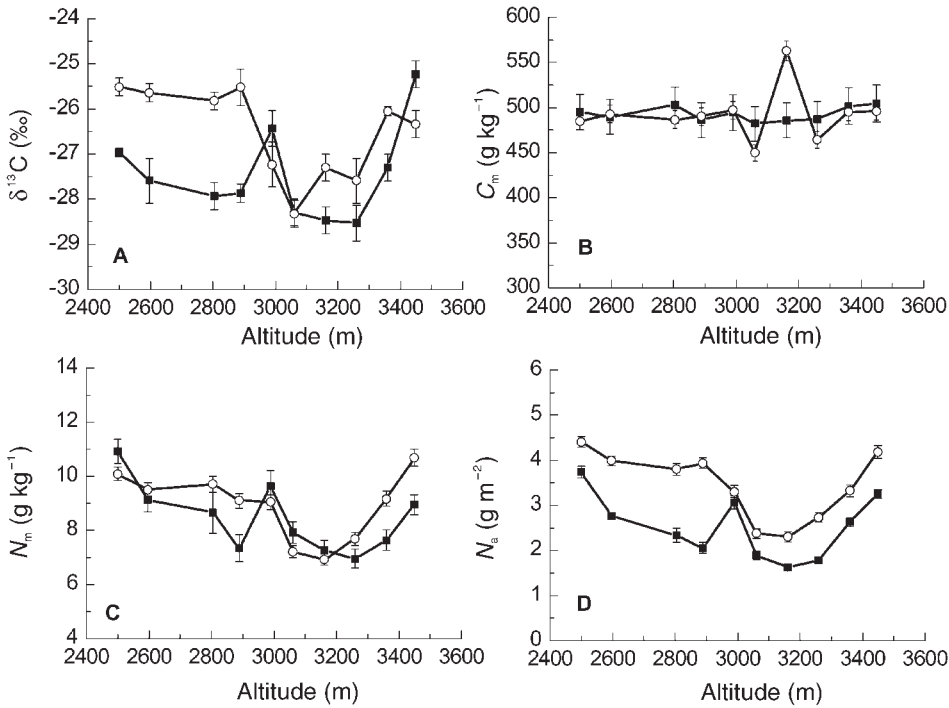 -24
-25
-26
-27
-28
-29
-30
δ¹³C (‰)
A
2400 2600 2800 3000 3200 3400 3600
Altitude (m)
600
550
500
450
400
350
300
Cₘ (g kg⁻¹)
B
2400 2600 2800 3000 3200 3400 3600
Altitude (m)
14
12
10
8
6
4
Nₘ (g kg⁻¹)
C
2400 2600 2800 3000 3200 3400 3600
Altitude (m)
6
5
4
3
2
1
0
Nₐ (g m⁻²)
D
2400 2600 2800 3000 3200 3400 3600
Altitude (m)